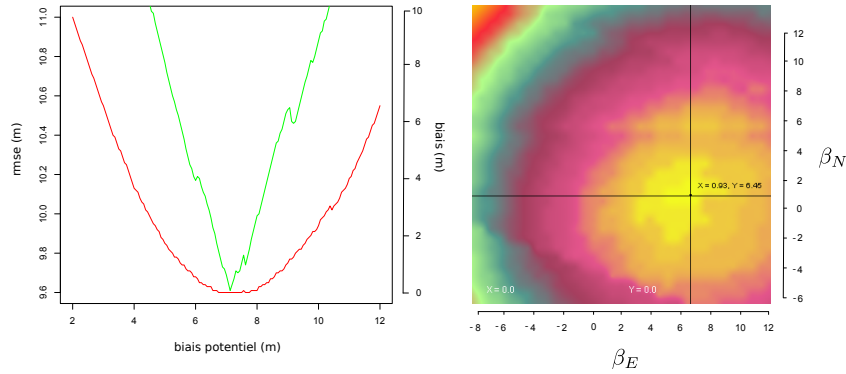 rmse (m)
11.0
10.8
10.6
10.4
10.2
10.0
9.8
9.6
2 4 6 8 10 12
biais potentiel (m)
10
8
6
4
2
0
biais (m)
X = 0.93, Y = 6.45
X = 0.0 Y = 0.0
-8 -6 -4 -2 0 2 4 6 8 10 12
β_E
12
12
10
8
6
4
2
0
-2
-4
-6
β_N